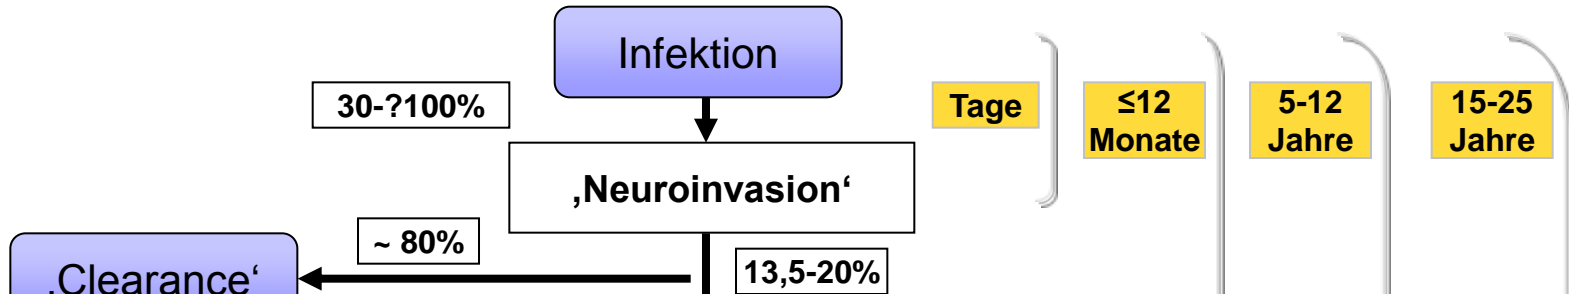 Infektion
30-?100%
Tage
≤12
Monate
5-12
Jahre
15-25
Jahre
‚Neuroinvasion‘
~ 80%
13,5-20%
‚Clearance‘